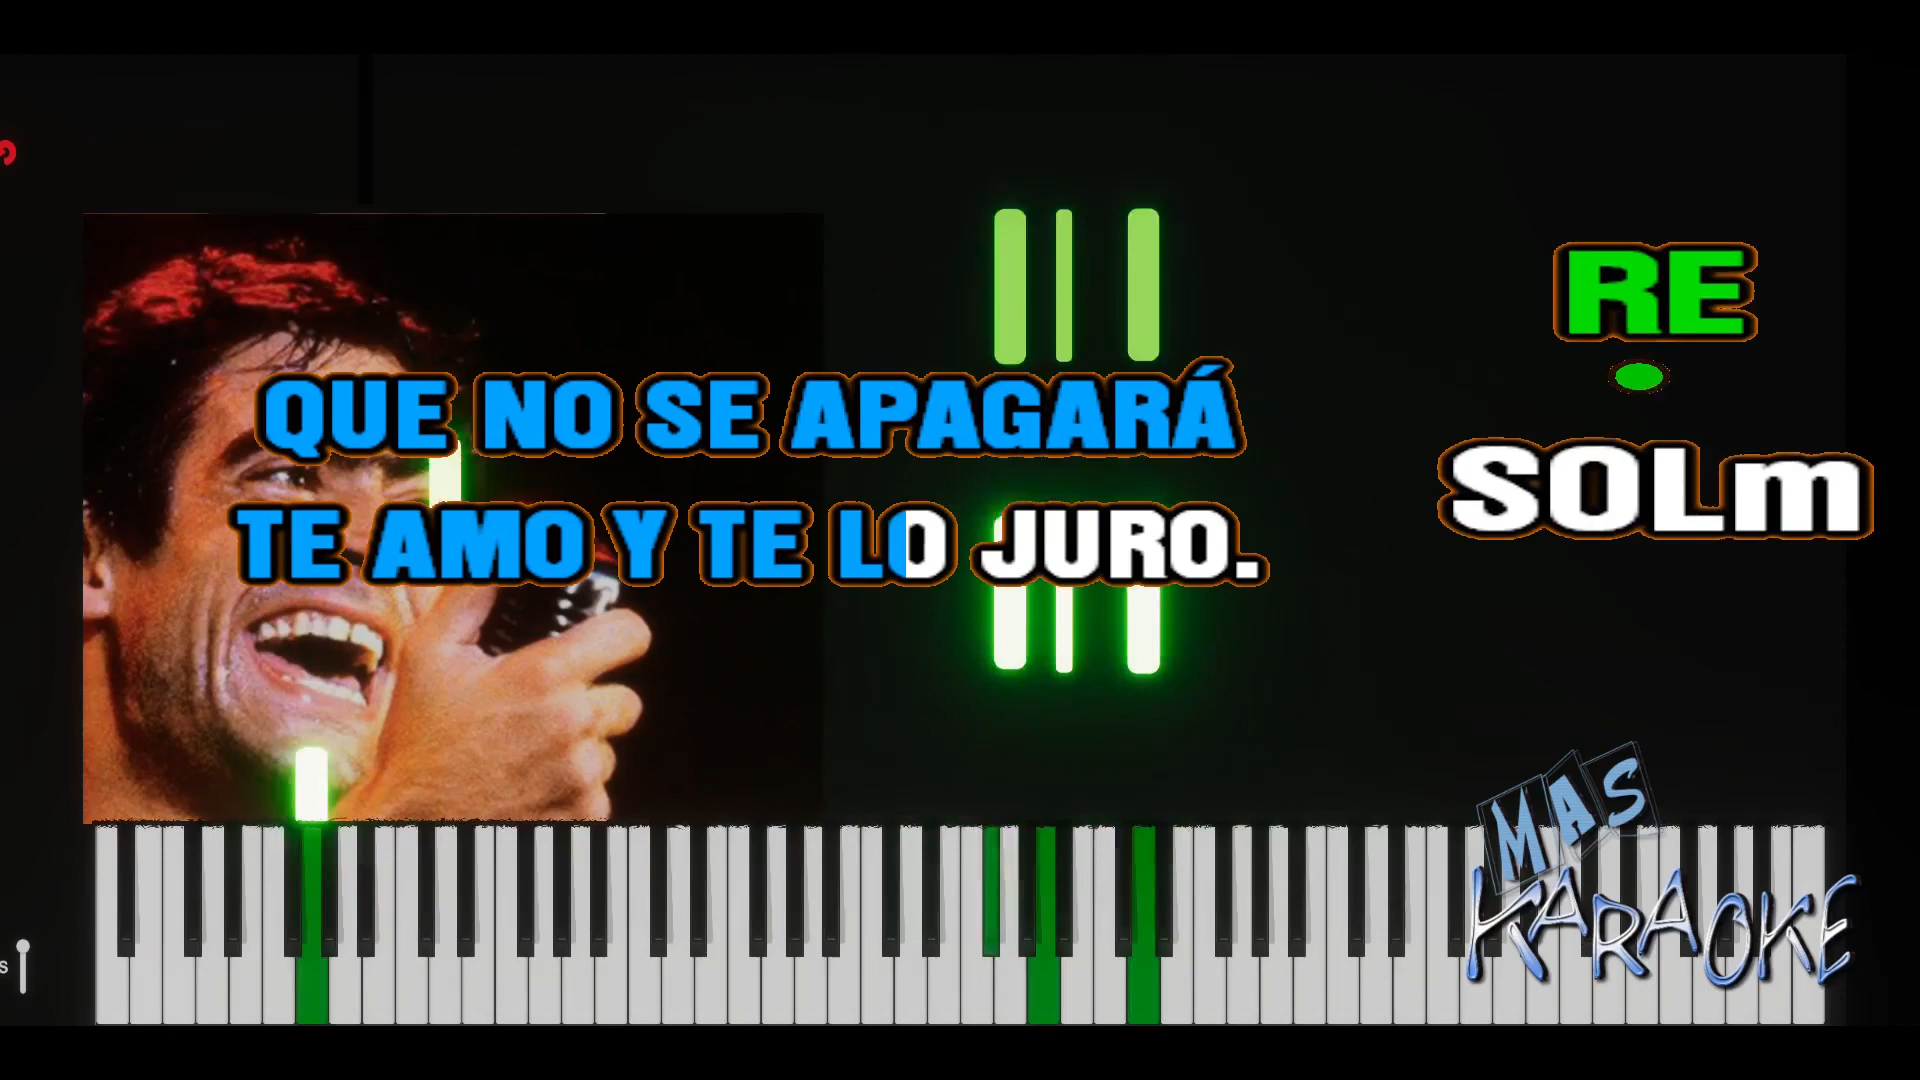 RE
QUE NO SE APAGARÁ
SOLm
TE AMO Y TE LO JURO.
MAS
KARAOKE
s